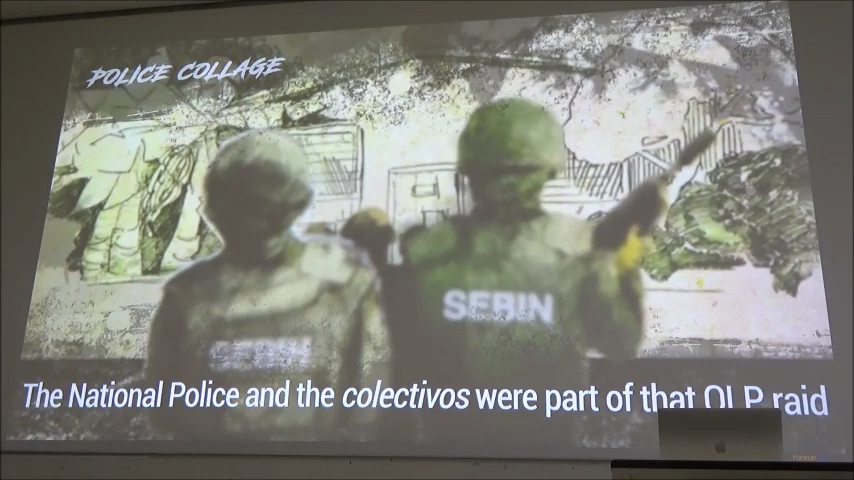 POLICE COLLAGE
SEBIN
The National Police and the colectivos were part of that OLP raid